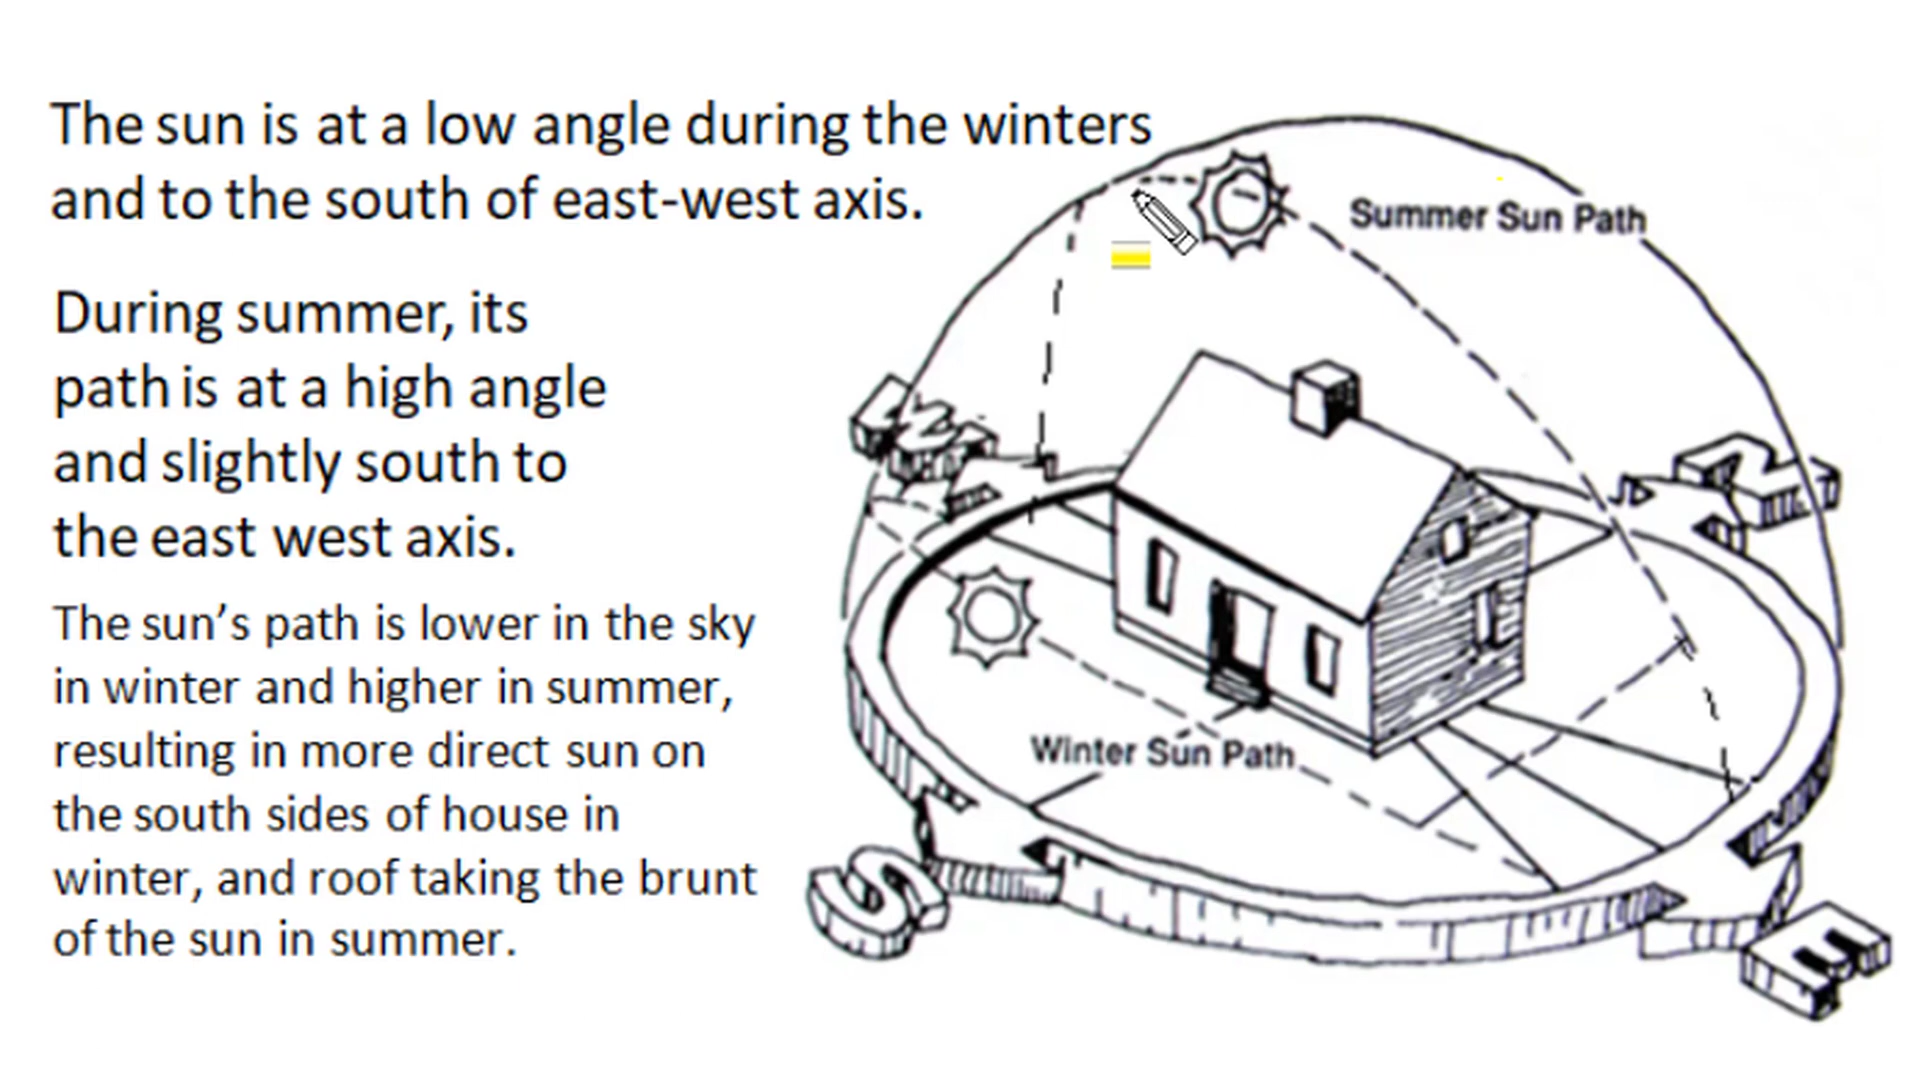 The sun is at a low angle during the winters
and to the south of east-west axis.
During summer, its
path is at a high angle
and slightly south to
the east west axis.
The sun’s path is lower in the sky
in winter and higher in summer,
resulting in more direct sun on
the south sides of house in
winter, and roof taking the brunt
of the sun in summer.
Summer Sun Path
W
N
Winter Sun Path
S
E